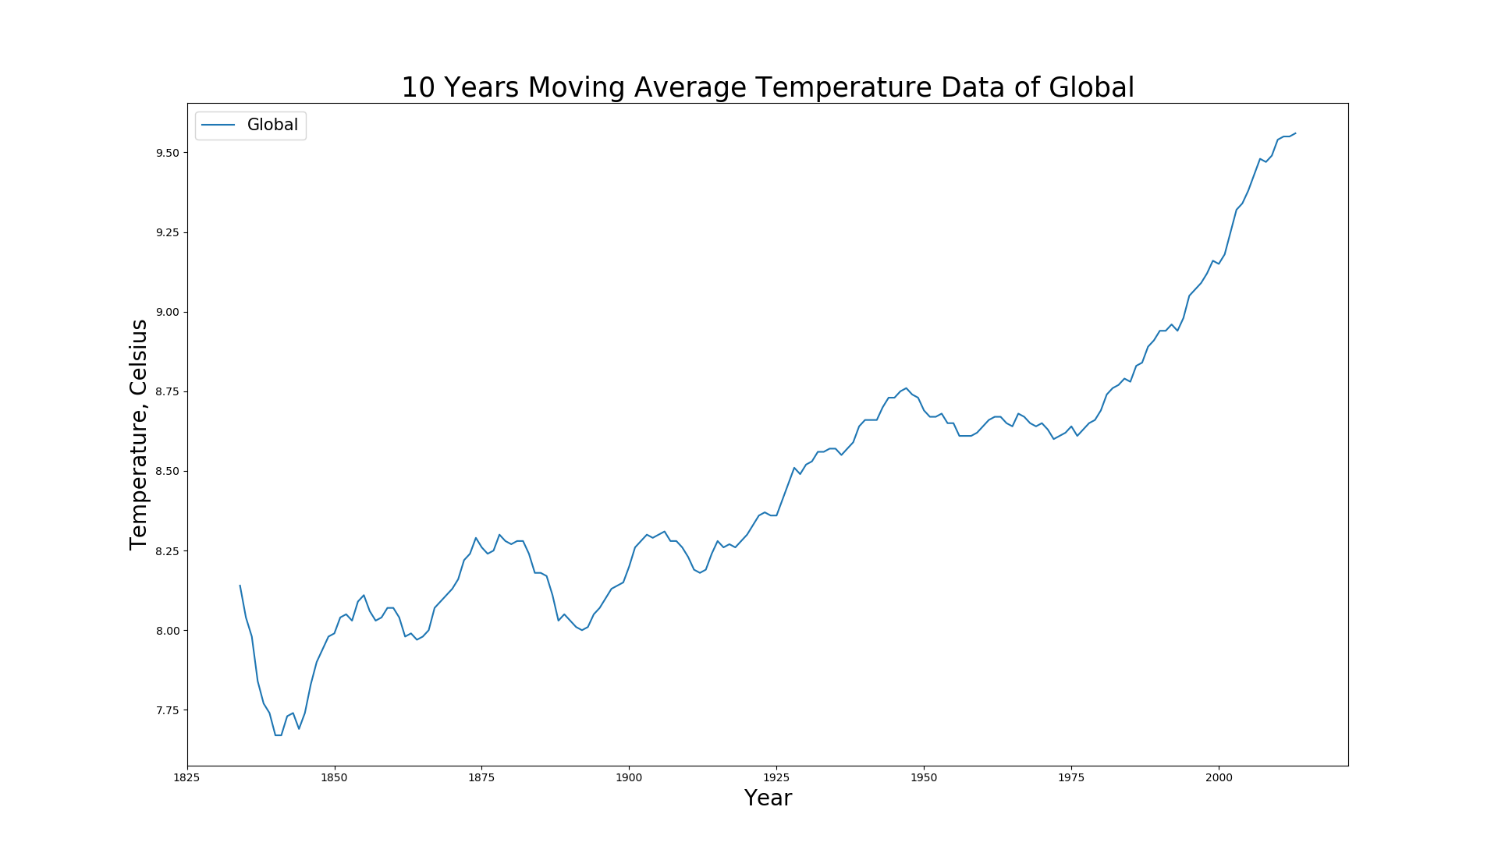 10 Years Moving Average Temperature Data of Global
Global
Temperature, Celsius
9.50
9.25
9.00
8.75
8.50
8.25
8.00
7.75
1825 1850 1875 1900 1925 1950 1975 2000
Year